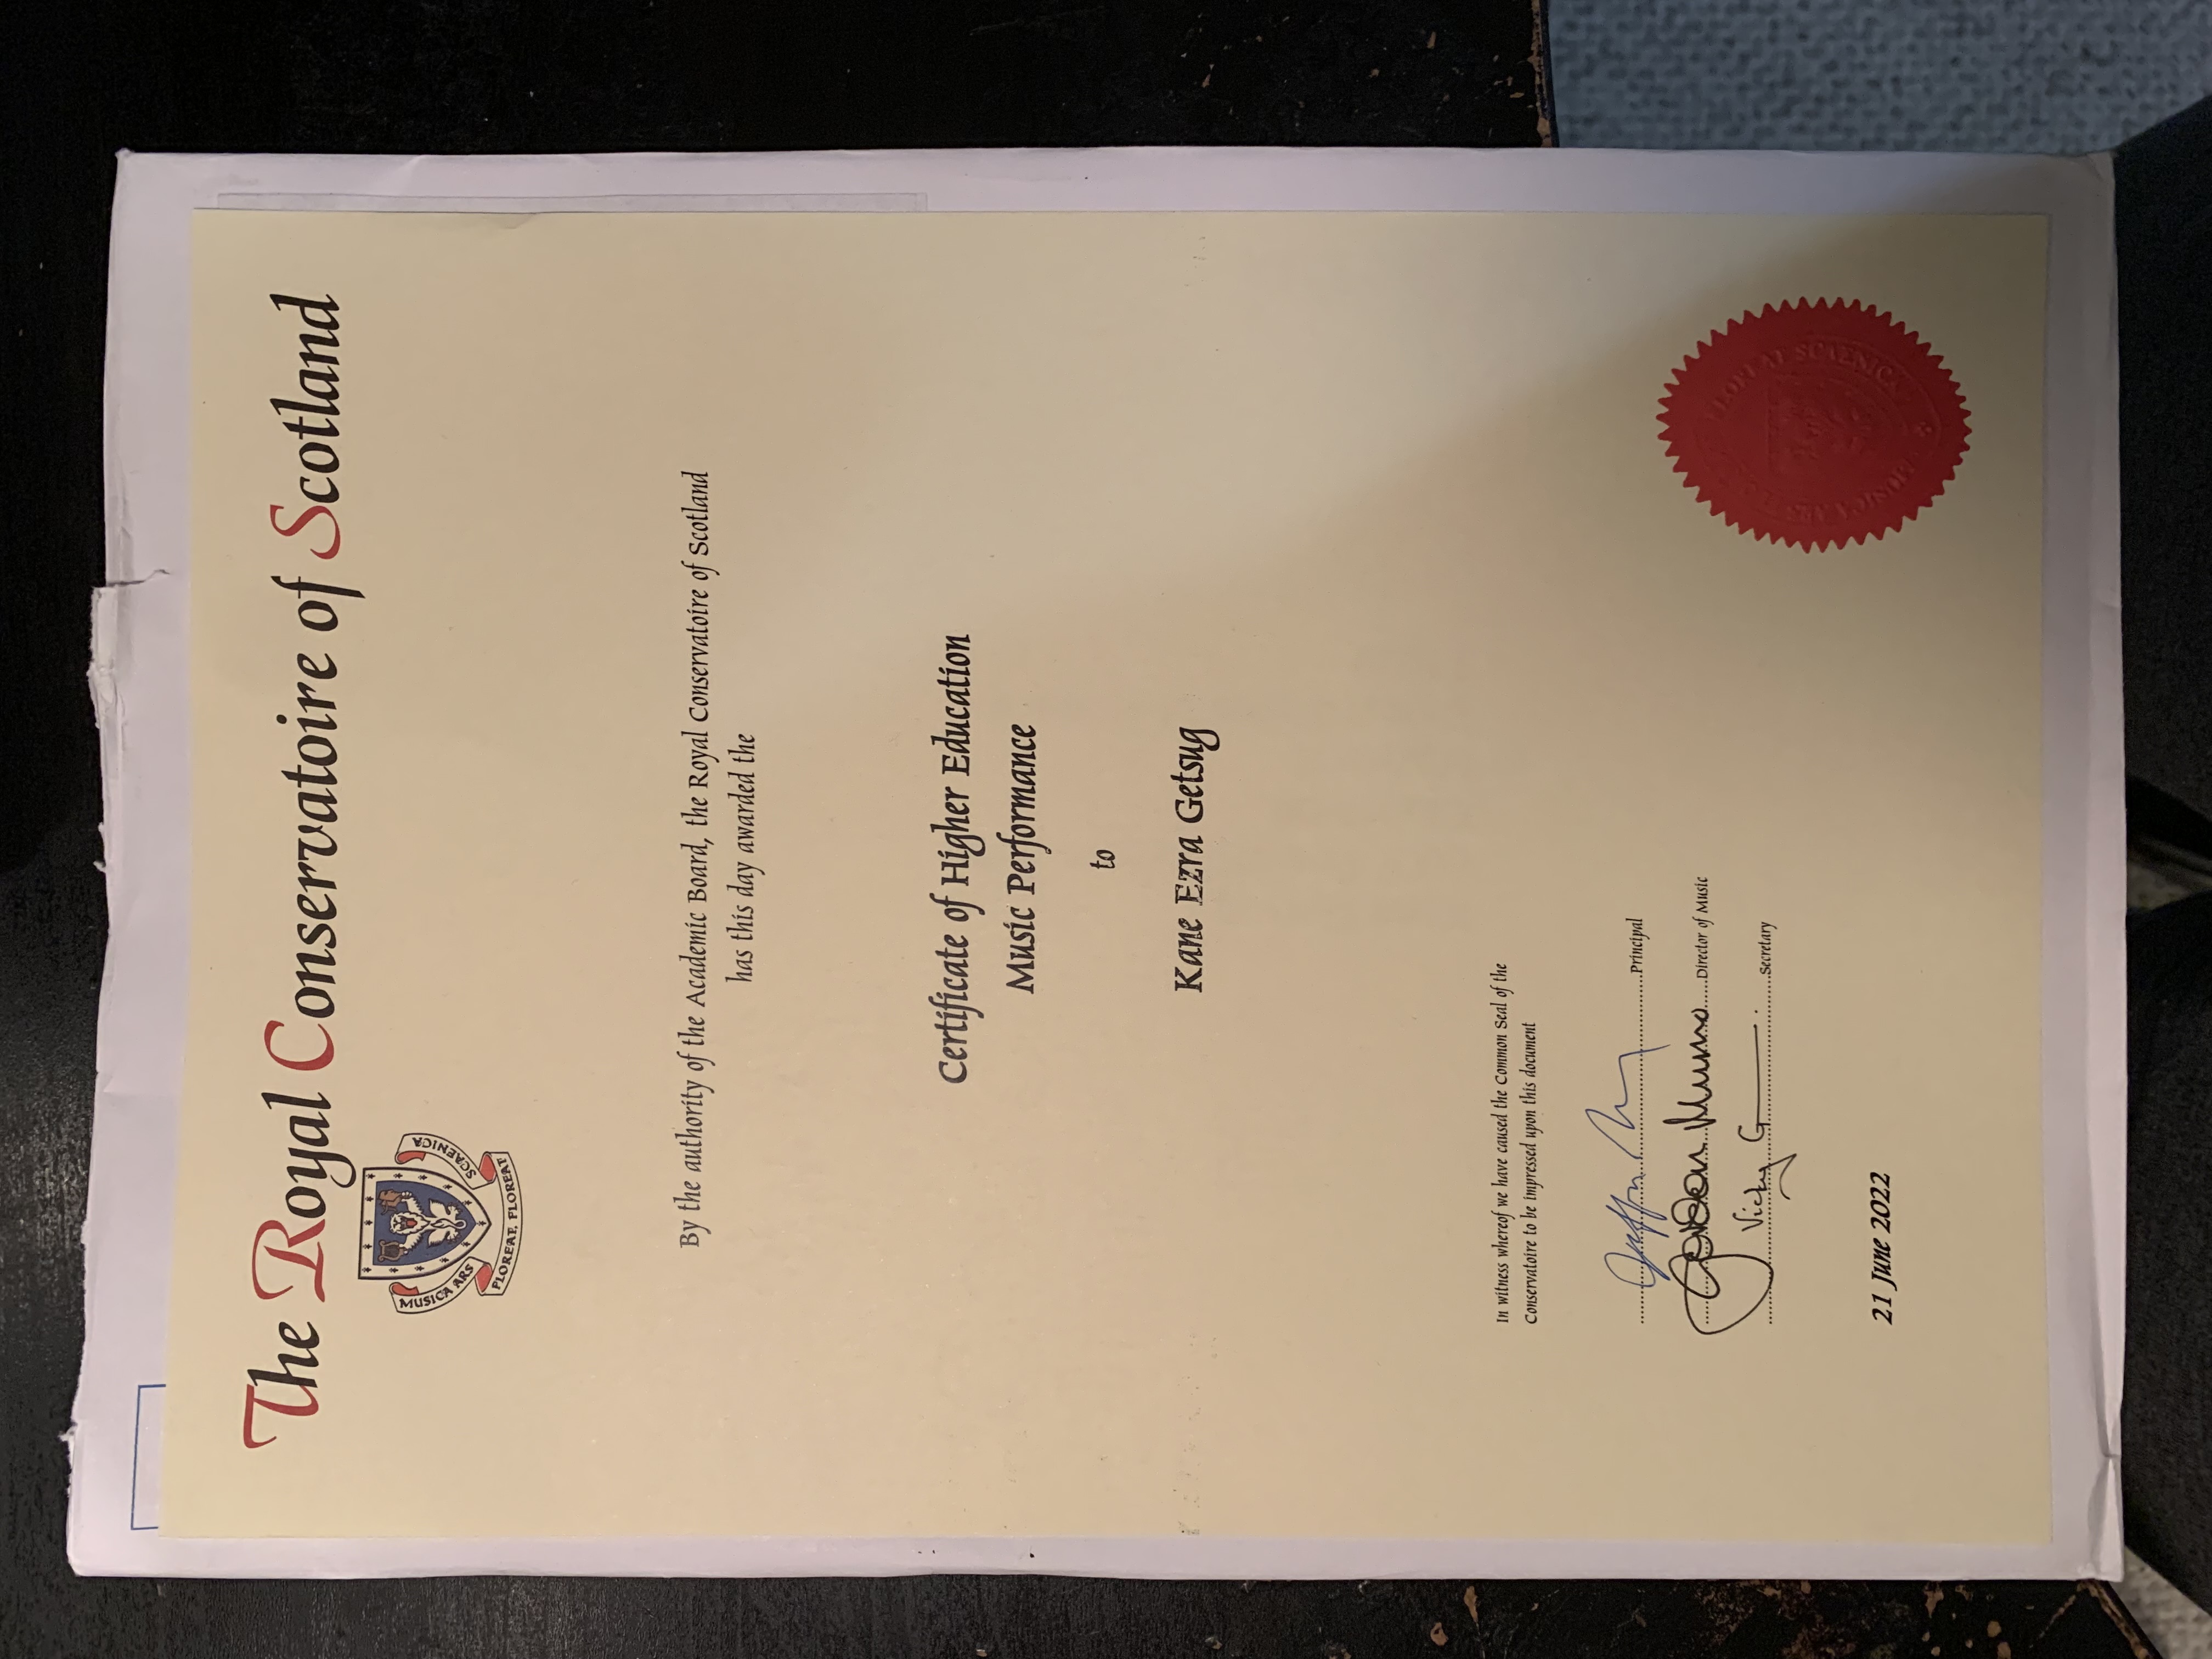 The Royal Conservatoire of Scotland
MUSICA ARS SCAENICA
FLOREAT, FLOREAT
By the authority of the Academic Board, the Royal Conservatoire of Scotland
has this day awarded the
Certificate of Higher Education
Music Performance
to
Kane Ezra Getsug
In witness whereof we have caused the Common Seal of the
Conservatoire to be impressed upon this document
Principal
Director of Music
Vicky G Secretary
21 June 2022
SCAENICA